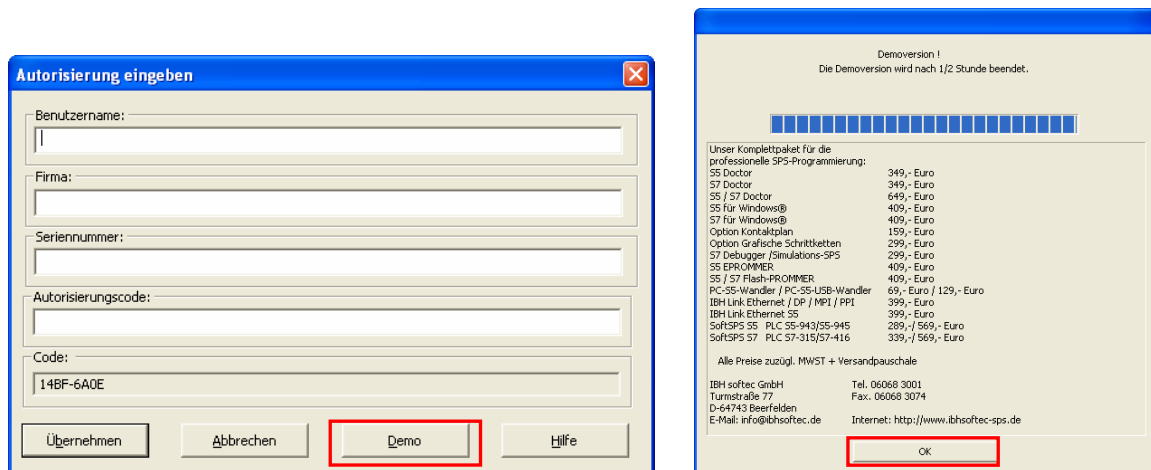 Autorisierung eingeben
Benutzername:
Firma:
Seriennummer:
Autorisierungscode:
Code:
14BF-6A0E
Übernehmen
Abbrechen
Demo
Hilfe
Demoversion !
Die Demoversion wird nach 1/2 Stunde beendet.
Unser Komplettpaket für die
professionelle SPS-Programmierung:
S5 Doctor 349,- Euro
S7 Doctor 349,- Euro
S5 / S7 Doctor 649,- Euro
S5 für Windows® 409,- Euro
S7 für Windows® 409,- Euro
Option Kontaktplan 159,- Euro
Option Grafische Schrittketten 299,- Euro
S7 Debugger /Simulations-SPS 299,- Euro
S5 EPROMMER 409,- Euro
S5 / S7 Flash-PROMMER 409,- Euro
PC-S5-Wandler / PC-S5-USB-Wandler 69,- Euro / 129,- Euro
IBH Link Ethernet / DP / MPI / PPI 399,- Euro
IBH Link Ethernet S5 399,- Euro
SoftSPS S5 PLC S5-943/S5-945 289,-/ 569,- Euro
SoftSPS S7 PLC S7-315/S7-416 339,-/ 569,- Euro
Alle Preise zuzügl. MWST + Versandpauschale
IBH softec GmbH Tel. 06068 3001
Turmstraße 77 Fax. 06068 3074
D-64743 Beerfelden
E-Mail: info@ibhsoftec.de Internet: http://www.ibhsoftec-sps.de
OK